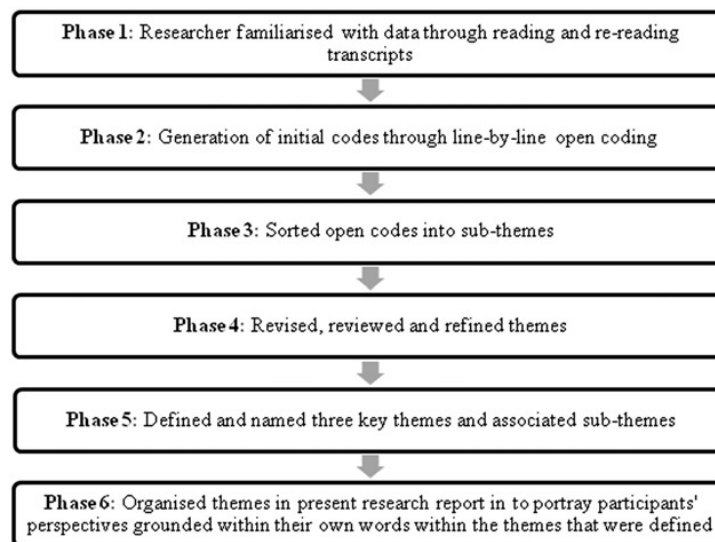 Phase 1: Researcher familiarised with data through reading and re-reading
transcripts
Phase 2: Generation of initial codes through line-by-line open coding
Phase 3: Sorted open codes into sub-themes
Phase 4: Revised, reviewed and refined themes
Phase 5: Defined and named three key themes and associated sub-themes
Phase 6: Organised themes in present research report in to portray participants'
perspectives grounded within their own words within the themes that were defined